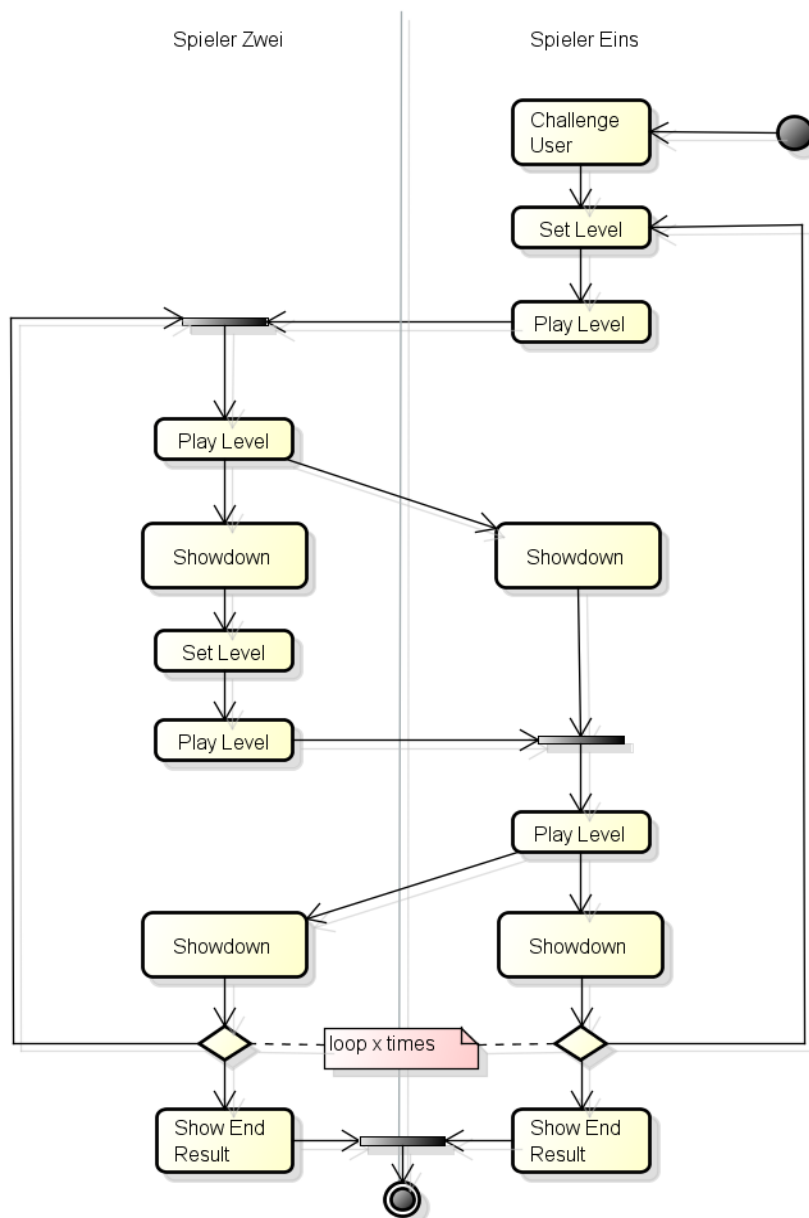 Spieler Zwei
Spieler Eins
Challenge
User
Set Level
Play Level
Play Level
Showdown
Showdown
Set Level
Play Level
Play Level
Showdown
Showdown
loop x times
Show End
Result
Show End
Result